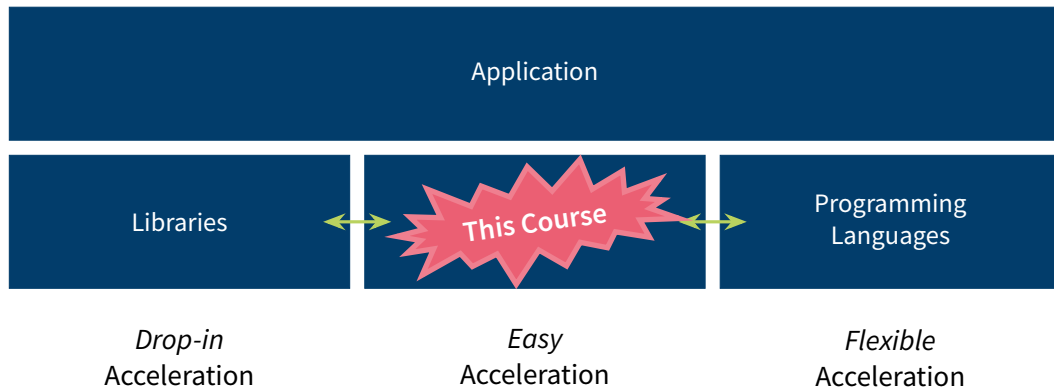 Application
Libraries
This Course
Programming
Languages
Drop-in
Acceleration
Easy
Acceleration
Flexible
Acceleration